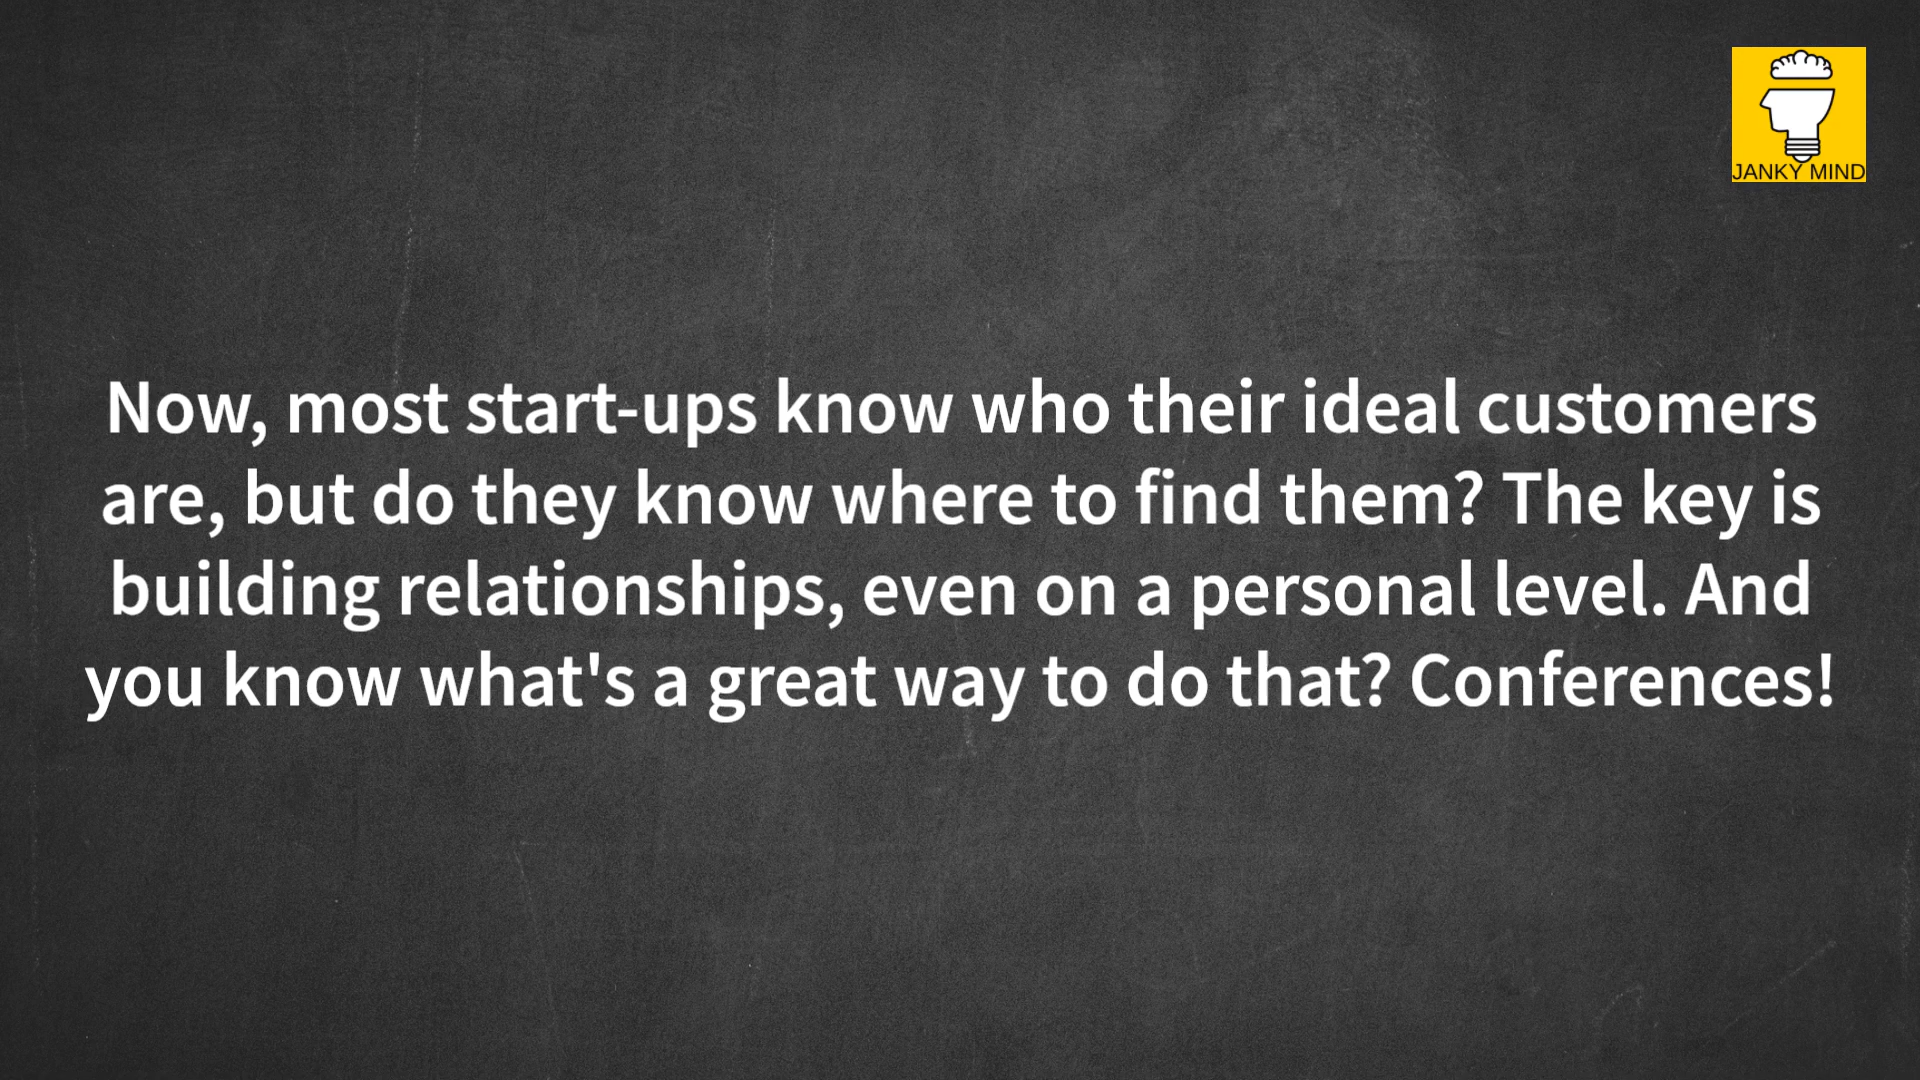 JANKY MIND
Now, most start-ups know who their ideal customers
are, but do they know where to find them? The key is
building relationships, even on a personal level. And
you know what's a great way to do that? Conferences!